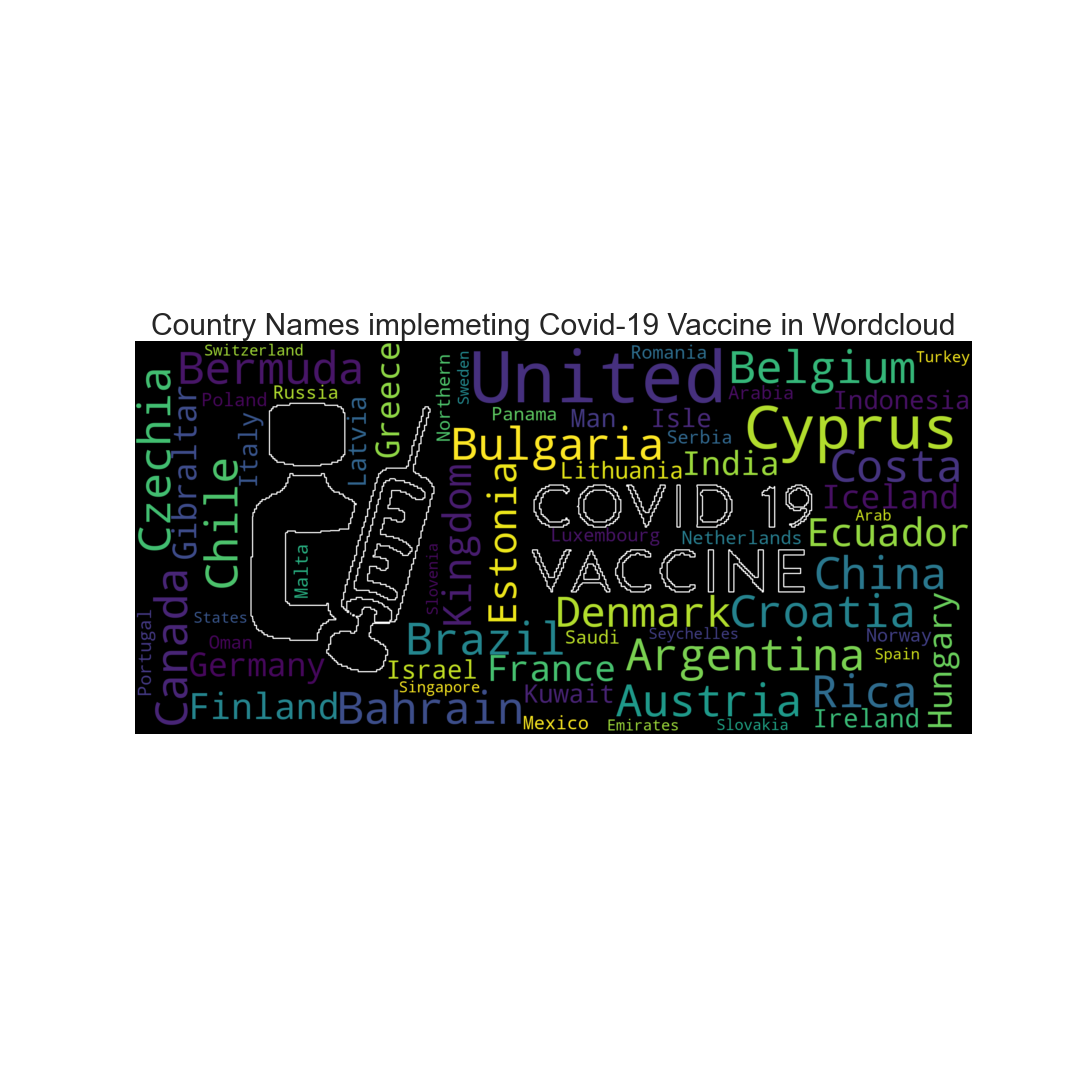 Country Names implemeting Covid-19 Vaccine in Wordcloud
Switzerland
Bermuda
Greece
Northern
Sweden
United
Romania
Belgium
Turkey
Czechia
Gibraltar
Poland
Russia
Italy
Latvia
Panama
Man
Isle
Arabia
Indonesia
Cyprus
Bulgaria
Serbia
Chile
Lithuania
India
Costa
Kingdom
Estonia
COVID 19
Iceland
Arab
Luxembourg
Netherlands
Ecuador
VACCINE
Malta
Slovenia
China
Canada
Portugal
States
Denmark
Croatia
Hungary
Oman
Brazil
Saudi
Seychelles
Norway
Germany
Israel
France
Argentina
Spain
Singapore
Kuwait
Austria
Rica
Finland
Bahrain
Mexico
Emirates
Slovakia
Ireland